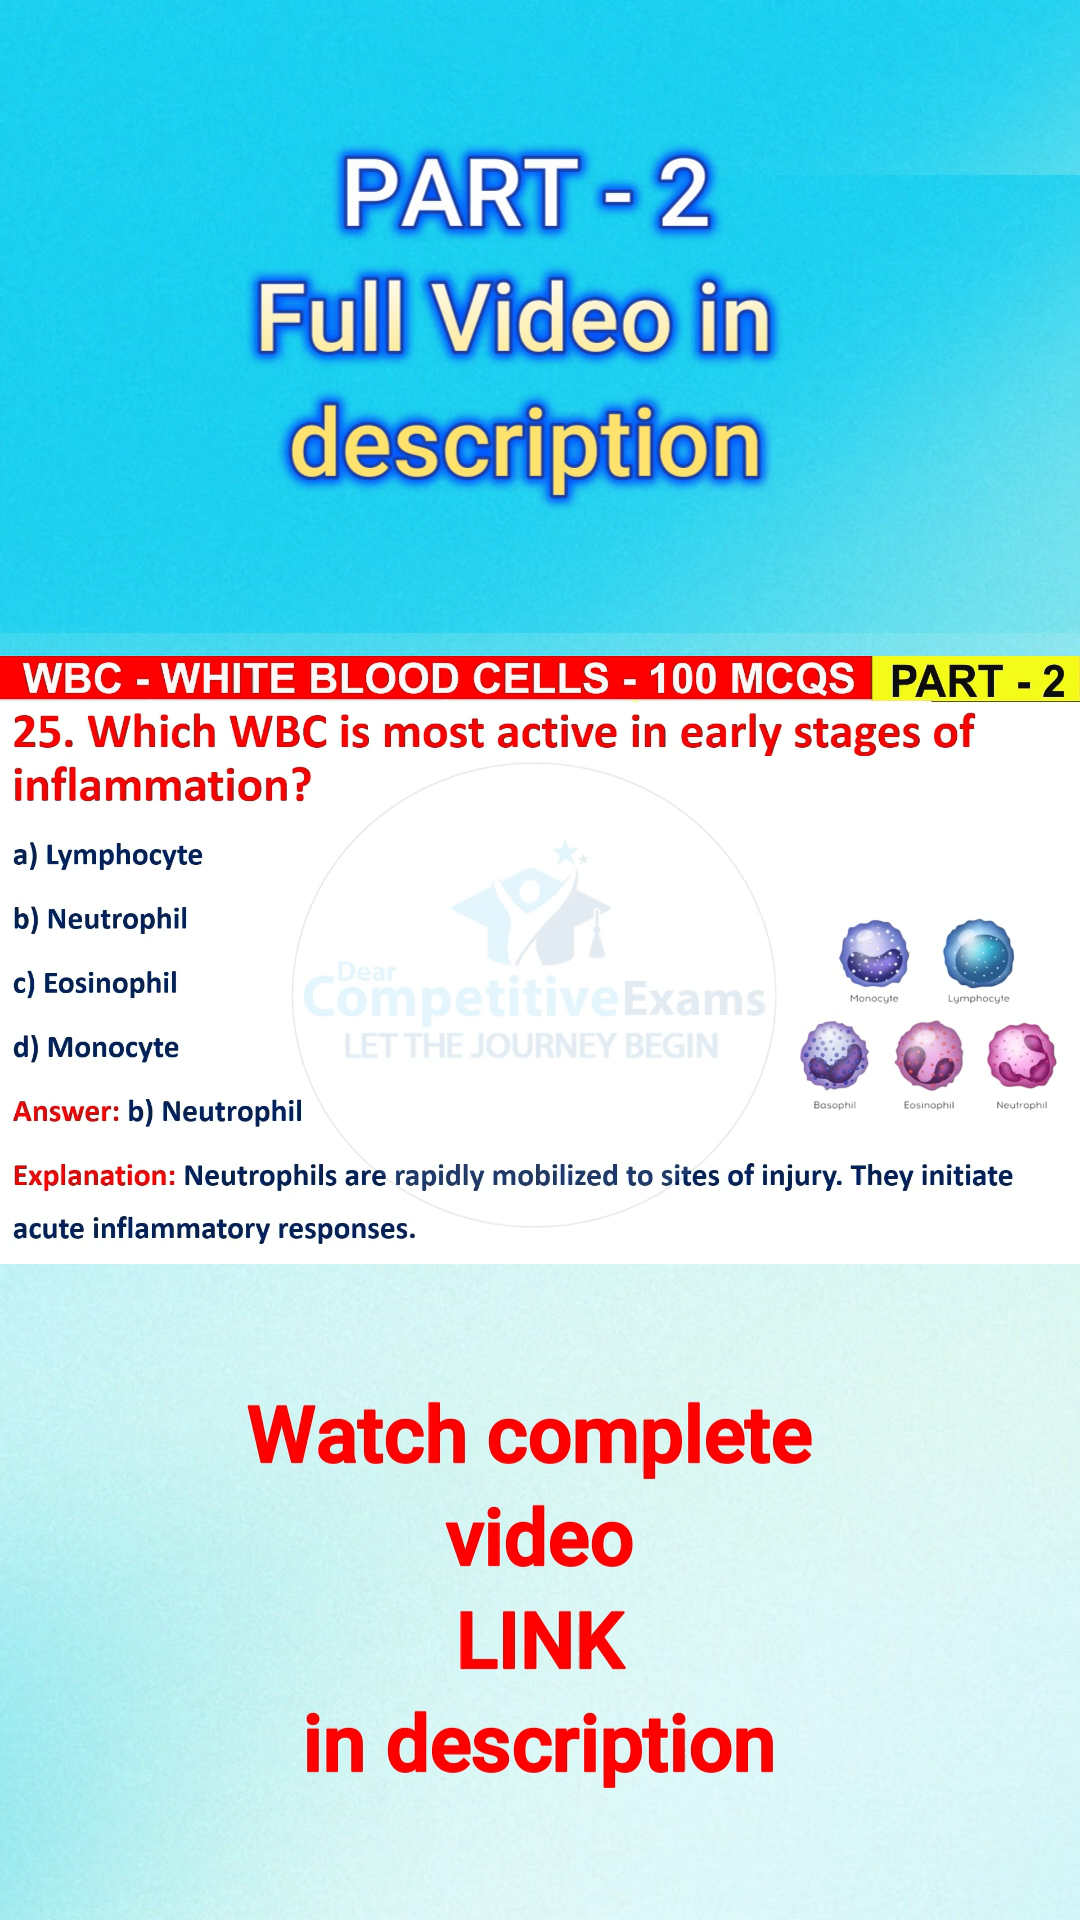 PART - 2
Full Video in
description
WBC - WHITE BLOOD CELLS - 100 MCQS
PART - 2
25. Which WBC is most active in early stages of
inflammation?
a) Lymphocyte
b) Neutrophil
c) Eosinophil
d) Monocyte
Answer: b) Neutrophil
Explanation: Neutrophils are rapidly mobilized to sites of injury. They initiate
acute inflammatory responses.
Dear
CompetitiveExams
LET THE JOURNEY BEGIN
Monocyte
Lymphocyte
Basophil
Eosinophil
Neutrophil
Watch complete
video
LINK
in description